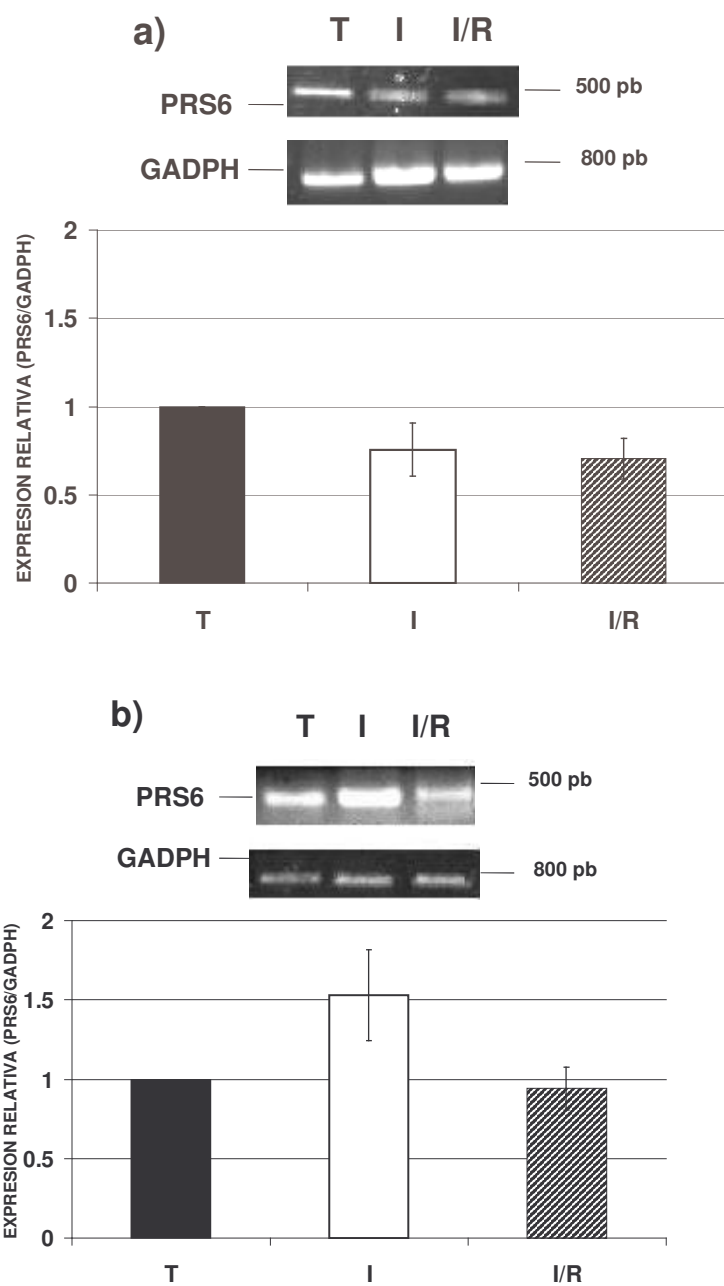 a)
T I I/R
500 pb
PRS6
800 pb
GADPH
EXPRESION RELATIVA (PRS6/GADPH)
2
1.5
1
0.5
0
T I I/R
b)
T I I/R
500 pb
PRS6
GADPH
800 pb
EXPRESION RELATIVA (PRS6/GADPH)
2
1.5
1
0.5
0
T I I/R